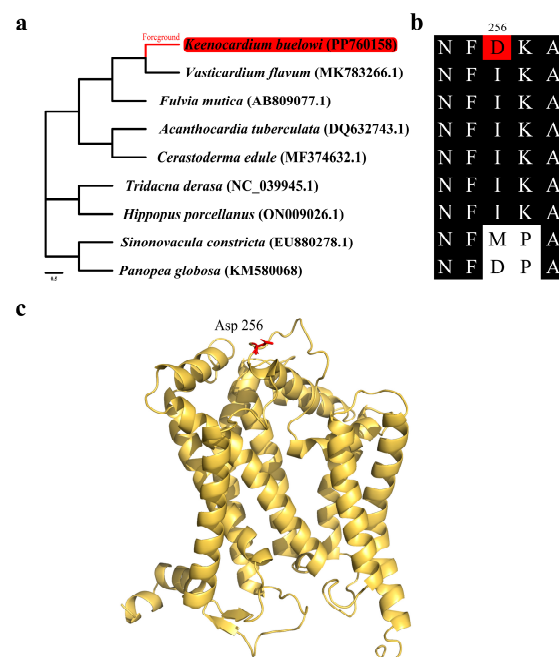 a
Foreground
Keenocardium buelowi (PP760158)
Vasticardium flavum (MK783266.1)
Fulvia mutica (AB809077.1)
Acanthocardia tuberculata (DQ632743.1)
Cerastoderma edule (MF374632.1)
Tridacna derasa (NC_039945.1)
Hippopus porcellanus (ON009026.1)
Sinonovacula constricta (EU880278.1)
Panopea globosa (KM580068)
0.5
b
256
N F D K A
N F I K A
N F I K A
N F I K Λ
N F I K A
N F I K A
N F I K A
N F M P A
N F D P A
c
Asp 256